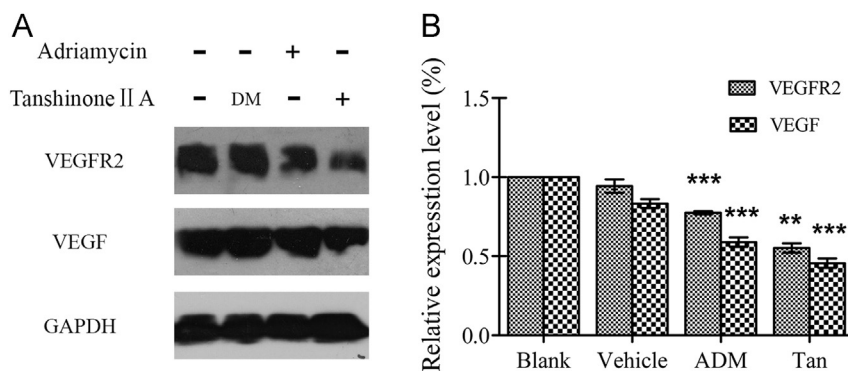 A
Adriamycin - - + -
Tanshinone II A - DM - +
VEGFR2
VEGF
GAPDH
B
Relative expresstion level (%)
1.5
1.0
0.5
0.0
VEGFR2
VEGF
***
***
**
***
Blank Vehicle ADM Tan